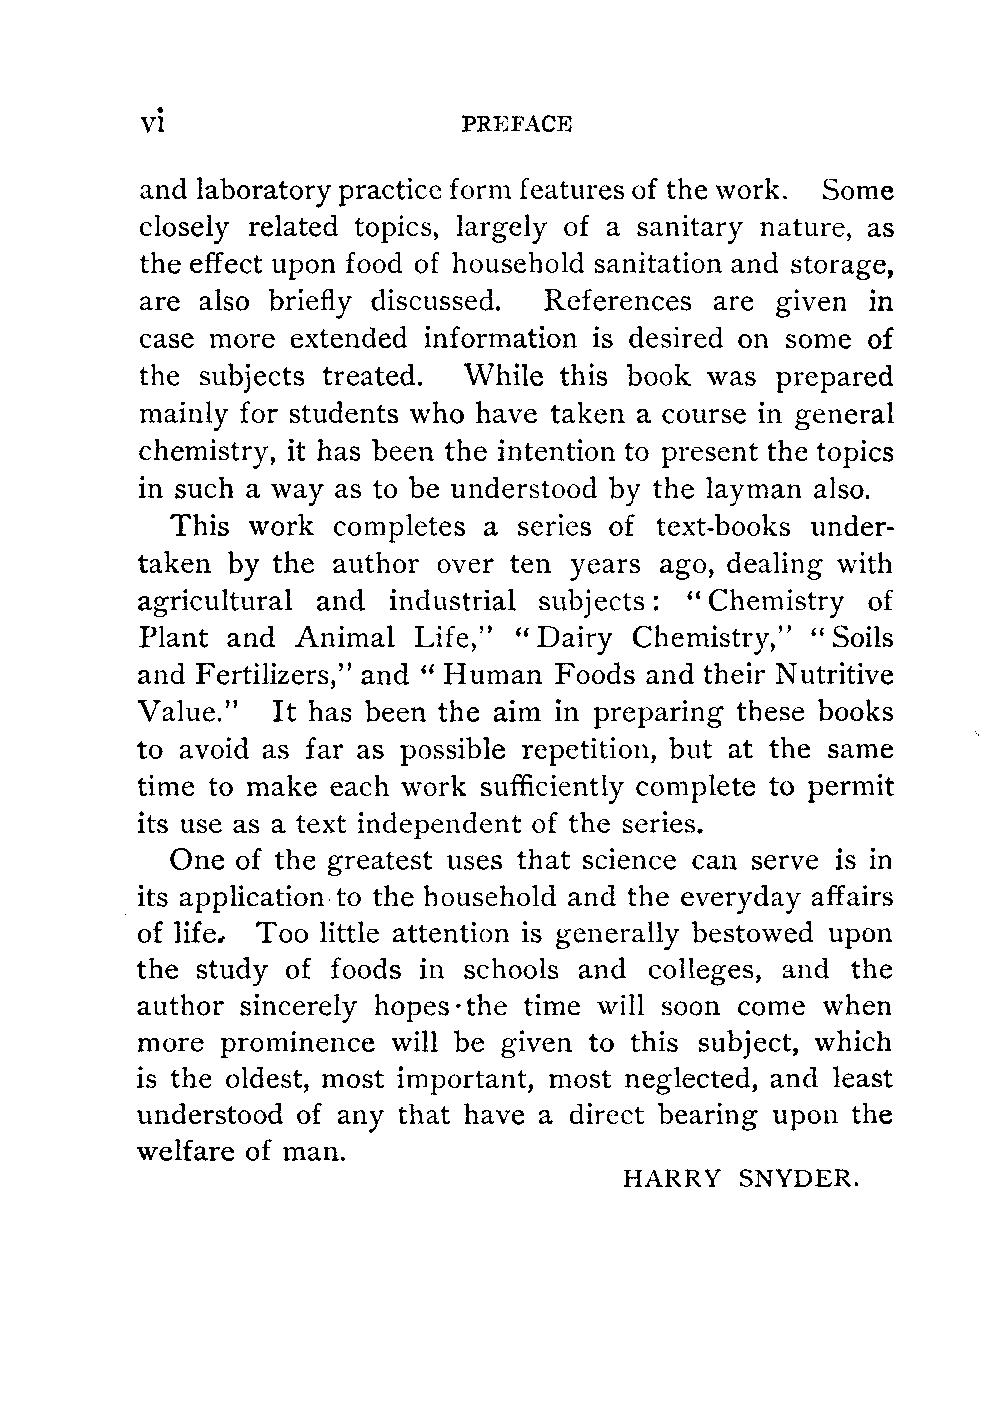 vi PREFACE
and laboratory practice form features of the work. Some
closely related topics, largely of a sanitary nature, as
the effect upon food of household sanitation and storage,
are also briefly discussed. References are given in
case more extended information is desired on some of
the subjects treated. While this book was prepared
mainly for students who have taken a course in general
chemistry, it has been the intention to present the topics
in such a way as to be understood by the layman also.
This work completes a series of text-books under-
taken by the author over ten years ago, dealing with
agricultural and industrial subjects: "Chemistry of
Plant and Animal Life," "Dairy Chemistry," "Soils
and Fertilizers," and "Human Foods and their Nutritive
Value." It has been the aim in preparing these books
to avoid as far as possible repetition, but at the same
time to make each work sufficiently complete to permit
its use as a text independent of the series.
One of the greatest uses that science can serve is in
its application to the household and the everyday affairs
of life. Too little attention is generally bestowed upon
the study of foods in schools and colleges, and the
author sincerely hopes the time will soon come when
more prominence will be given to this subject, which
is the oldest, most important, most neglected, and least
understood of any that have a direct bearing upon the
welfare of man.
HARRY SNYDER.